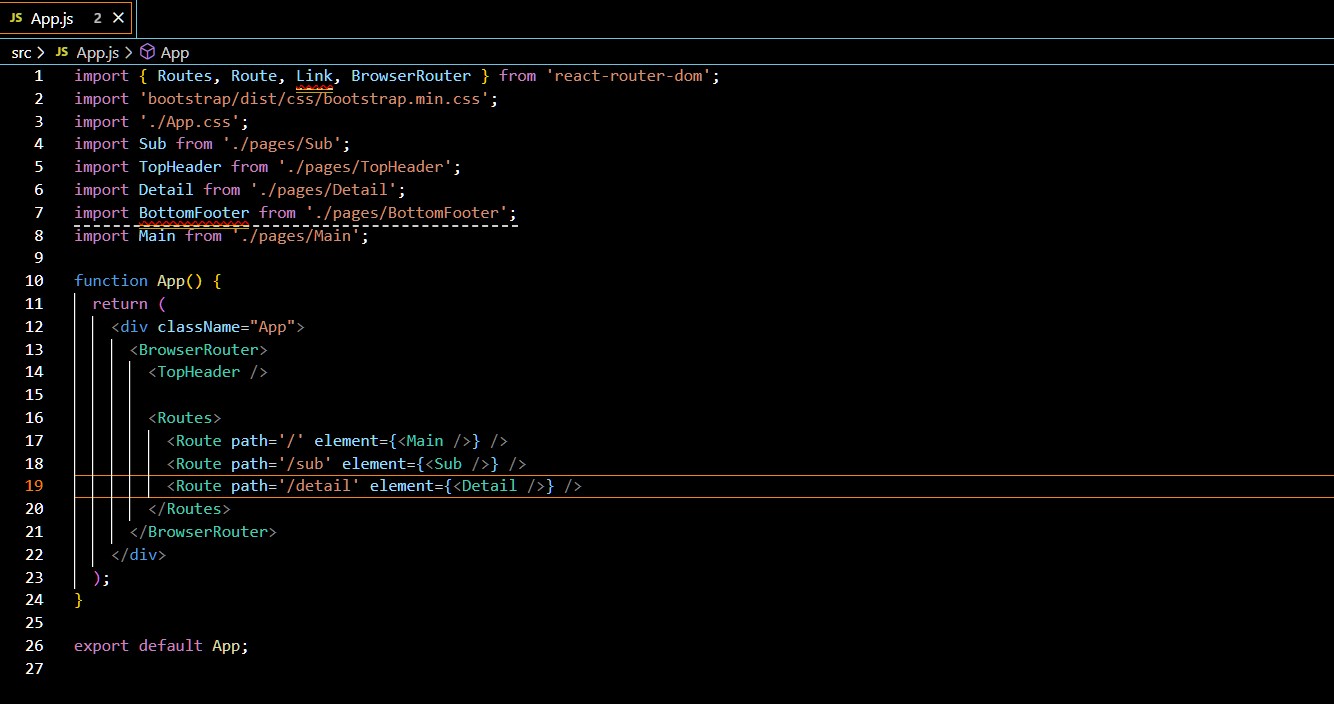 JS App.js 2 ✕
src > JS App.js > App
1 import { Routes, Route, Link, BrowserRouter } from 'react-router-dom';
2 import 'bootstrap/dist/css/bootstrap.min.css';
3 import './App.css';
4 import Sub from './pages/Sub';
5 import TopHeader from './pages/TopHeader';
6 import Detail from './pages/Detail';
7 import BottomFooter from './pages/BottomFooter';
8 import Main from './pages/Main';
9
10 function App() {
11   return (
12     <div className="App">
13       <BrowserRouter>
14         <TopHeader />
15
16         <Routes>
17           <Route path='/' element={<Main />} />
18           <Route path='/sub' element={<Sub />} />
19           <Route path='/detail' element={<Detail />} />
20         </Routes>
21       </BrowserRouter>
22     </div>
23   );
24 }
25
26 export default App;
27